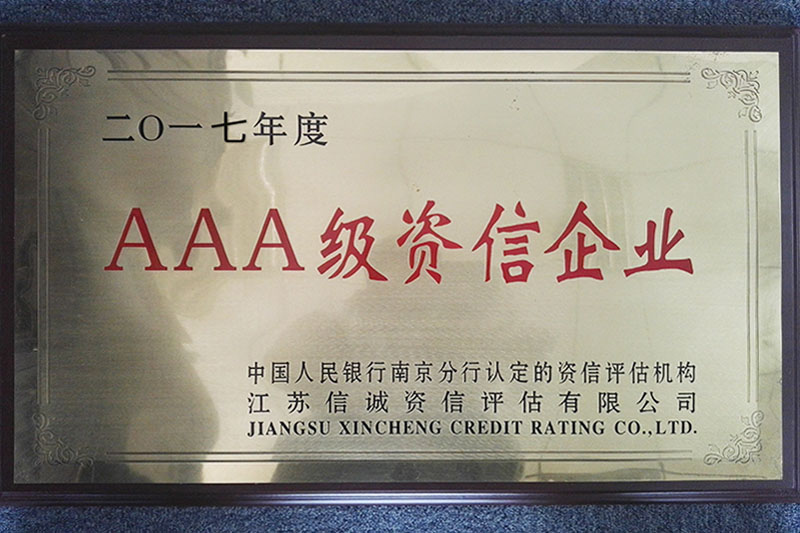 二〇一七年度
AAA级资信企业
中国人民银行南京分行认定的资信评估机构
江苏信诚资信评估有限公司
JIANGSU XINCHENG CREDIT RATING CO.,LTD.